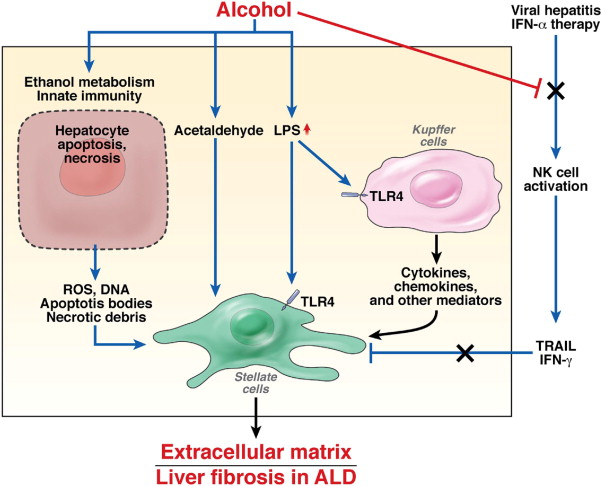 Alcohol
Viral hepatitis
IFN-α therapy
Ethanol metabolism
Innate immunity
Hepatocyte
apoptosis,
necrosis
Acetaldehyde
LPS
Kupffer
cells
TLR4
NK cell
activation
ROS, DNA
Apoptotis bodies
Necrotic debris
TLR4
Cytokines,
chemokines,
and other mediators
TRAIL
IFN-γ
Stellate
cells
Extracellular matrix
Liver fibrosis in ALD